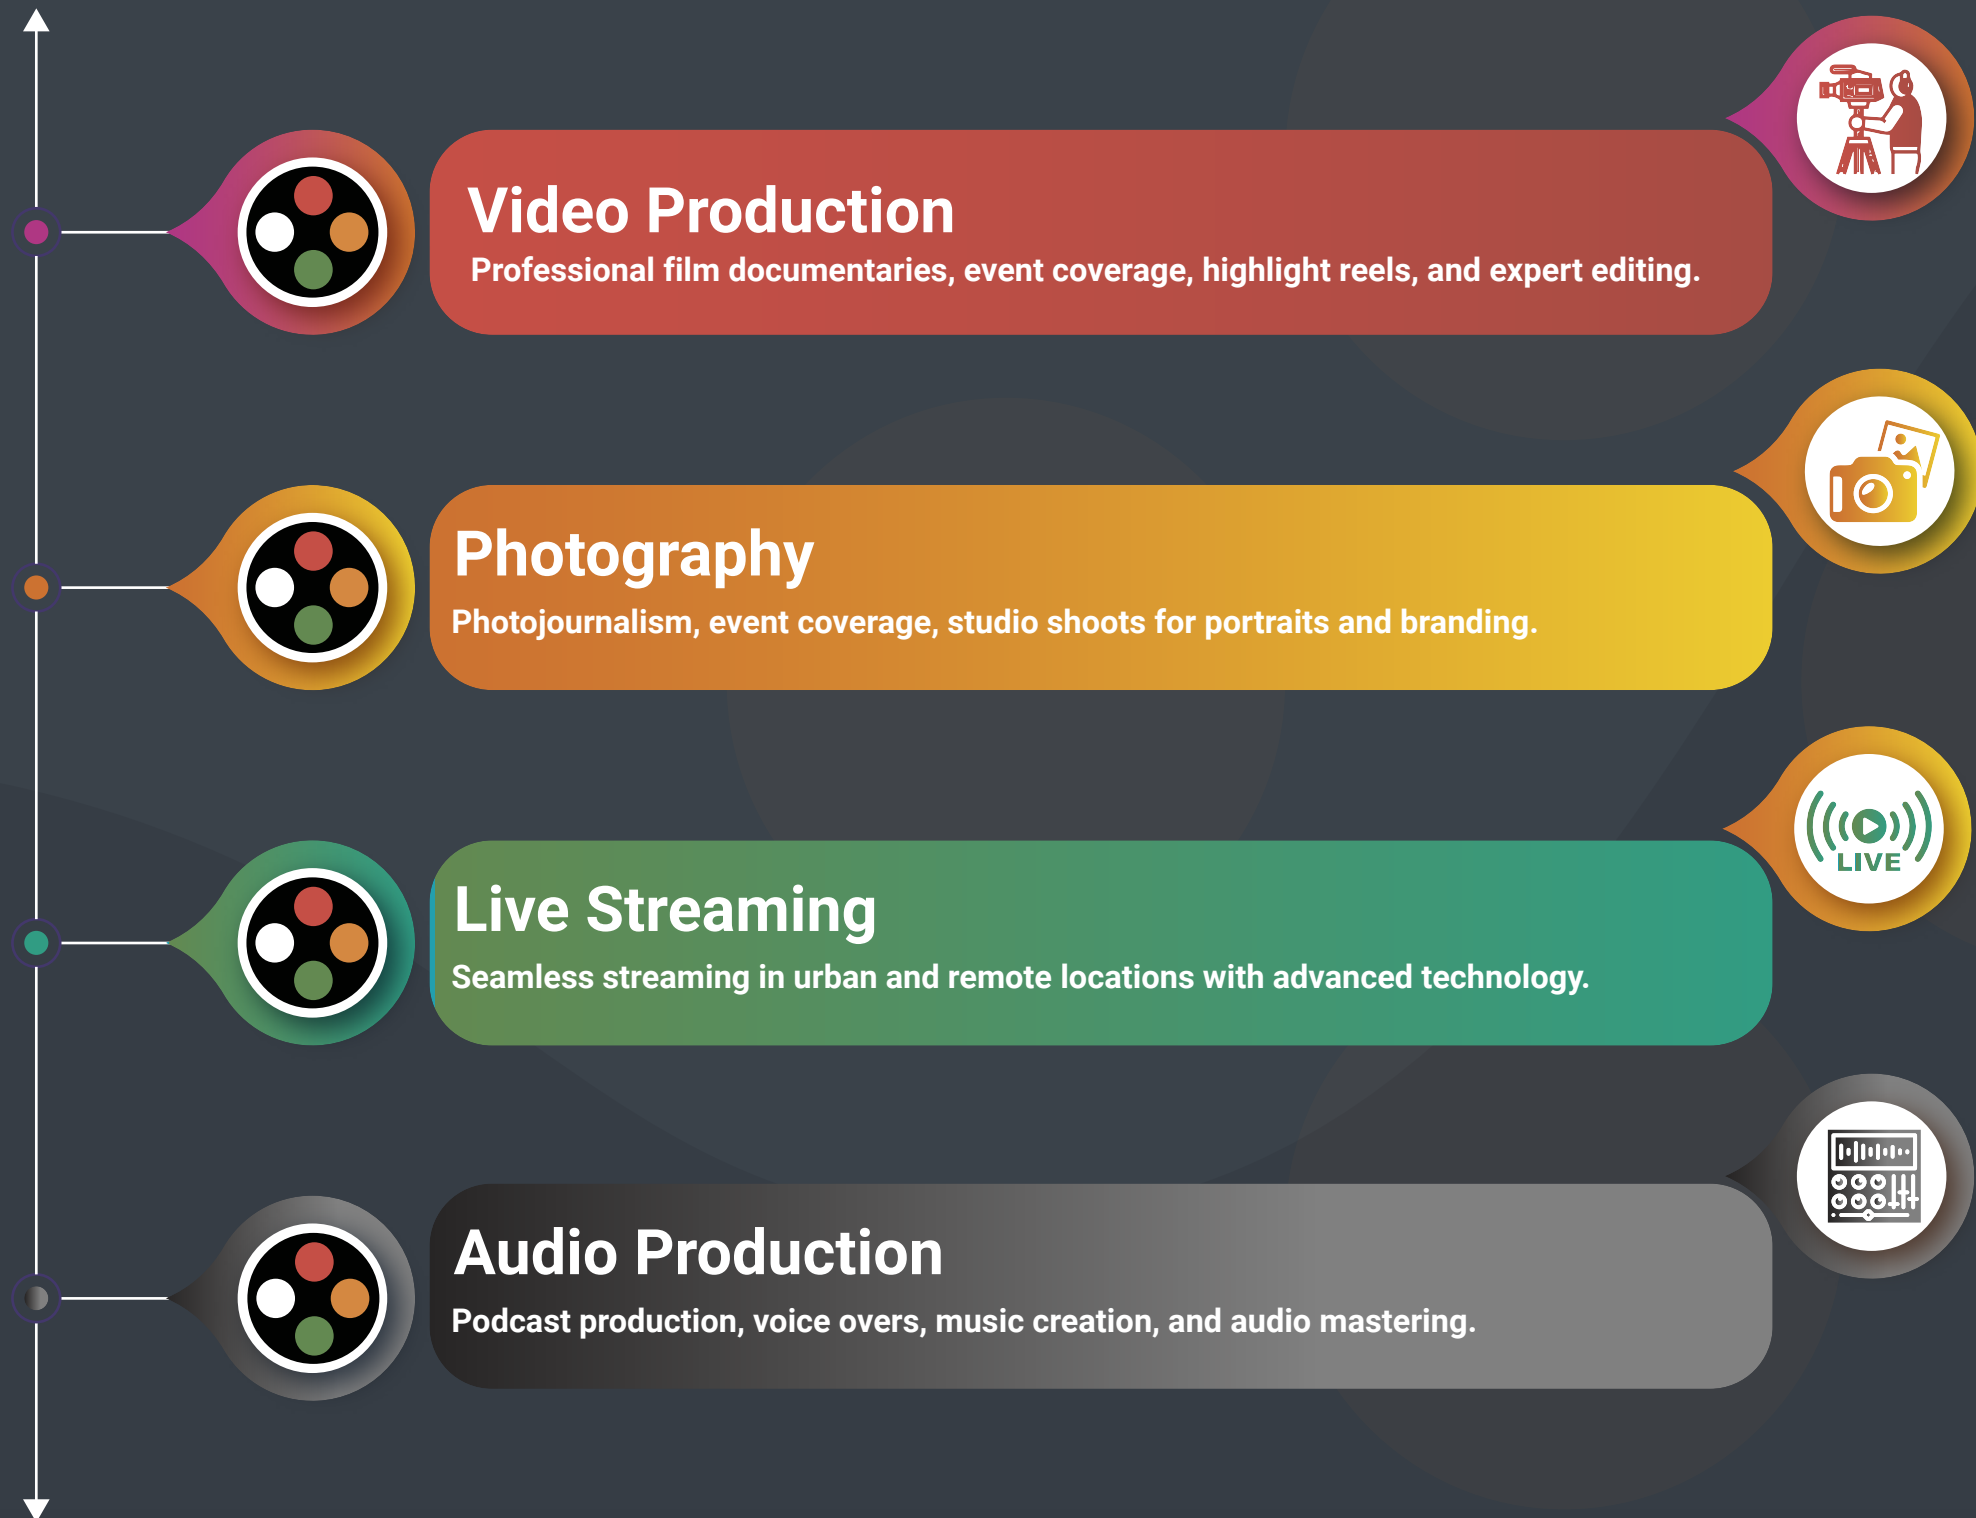 Video Production
Professional film documentaries, event coverage, highlight reels, and expert editing.
Photography
Photojournalism, event coverage, studio shoots for portraits and branding.
LIVE
Live Streaming
Seamless streaming in urban and remote locations with advanced technology.
Audio Production
Podcast production, voice overs, music creation, and audio mastering.